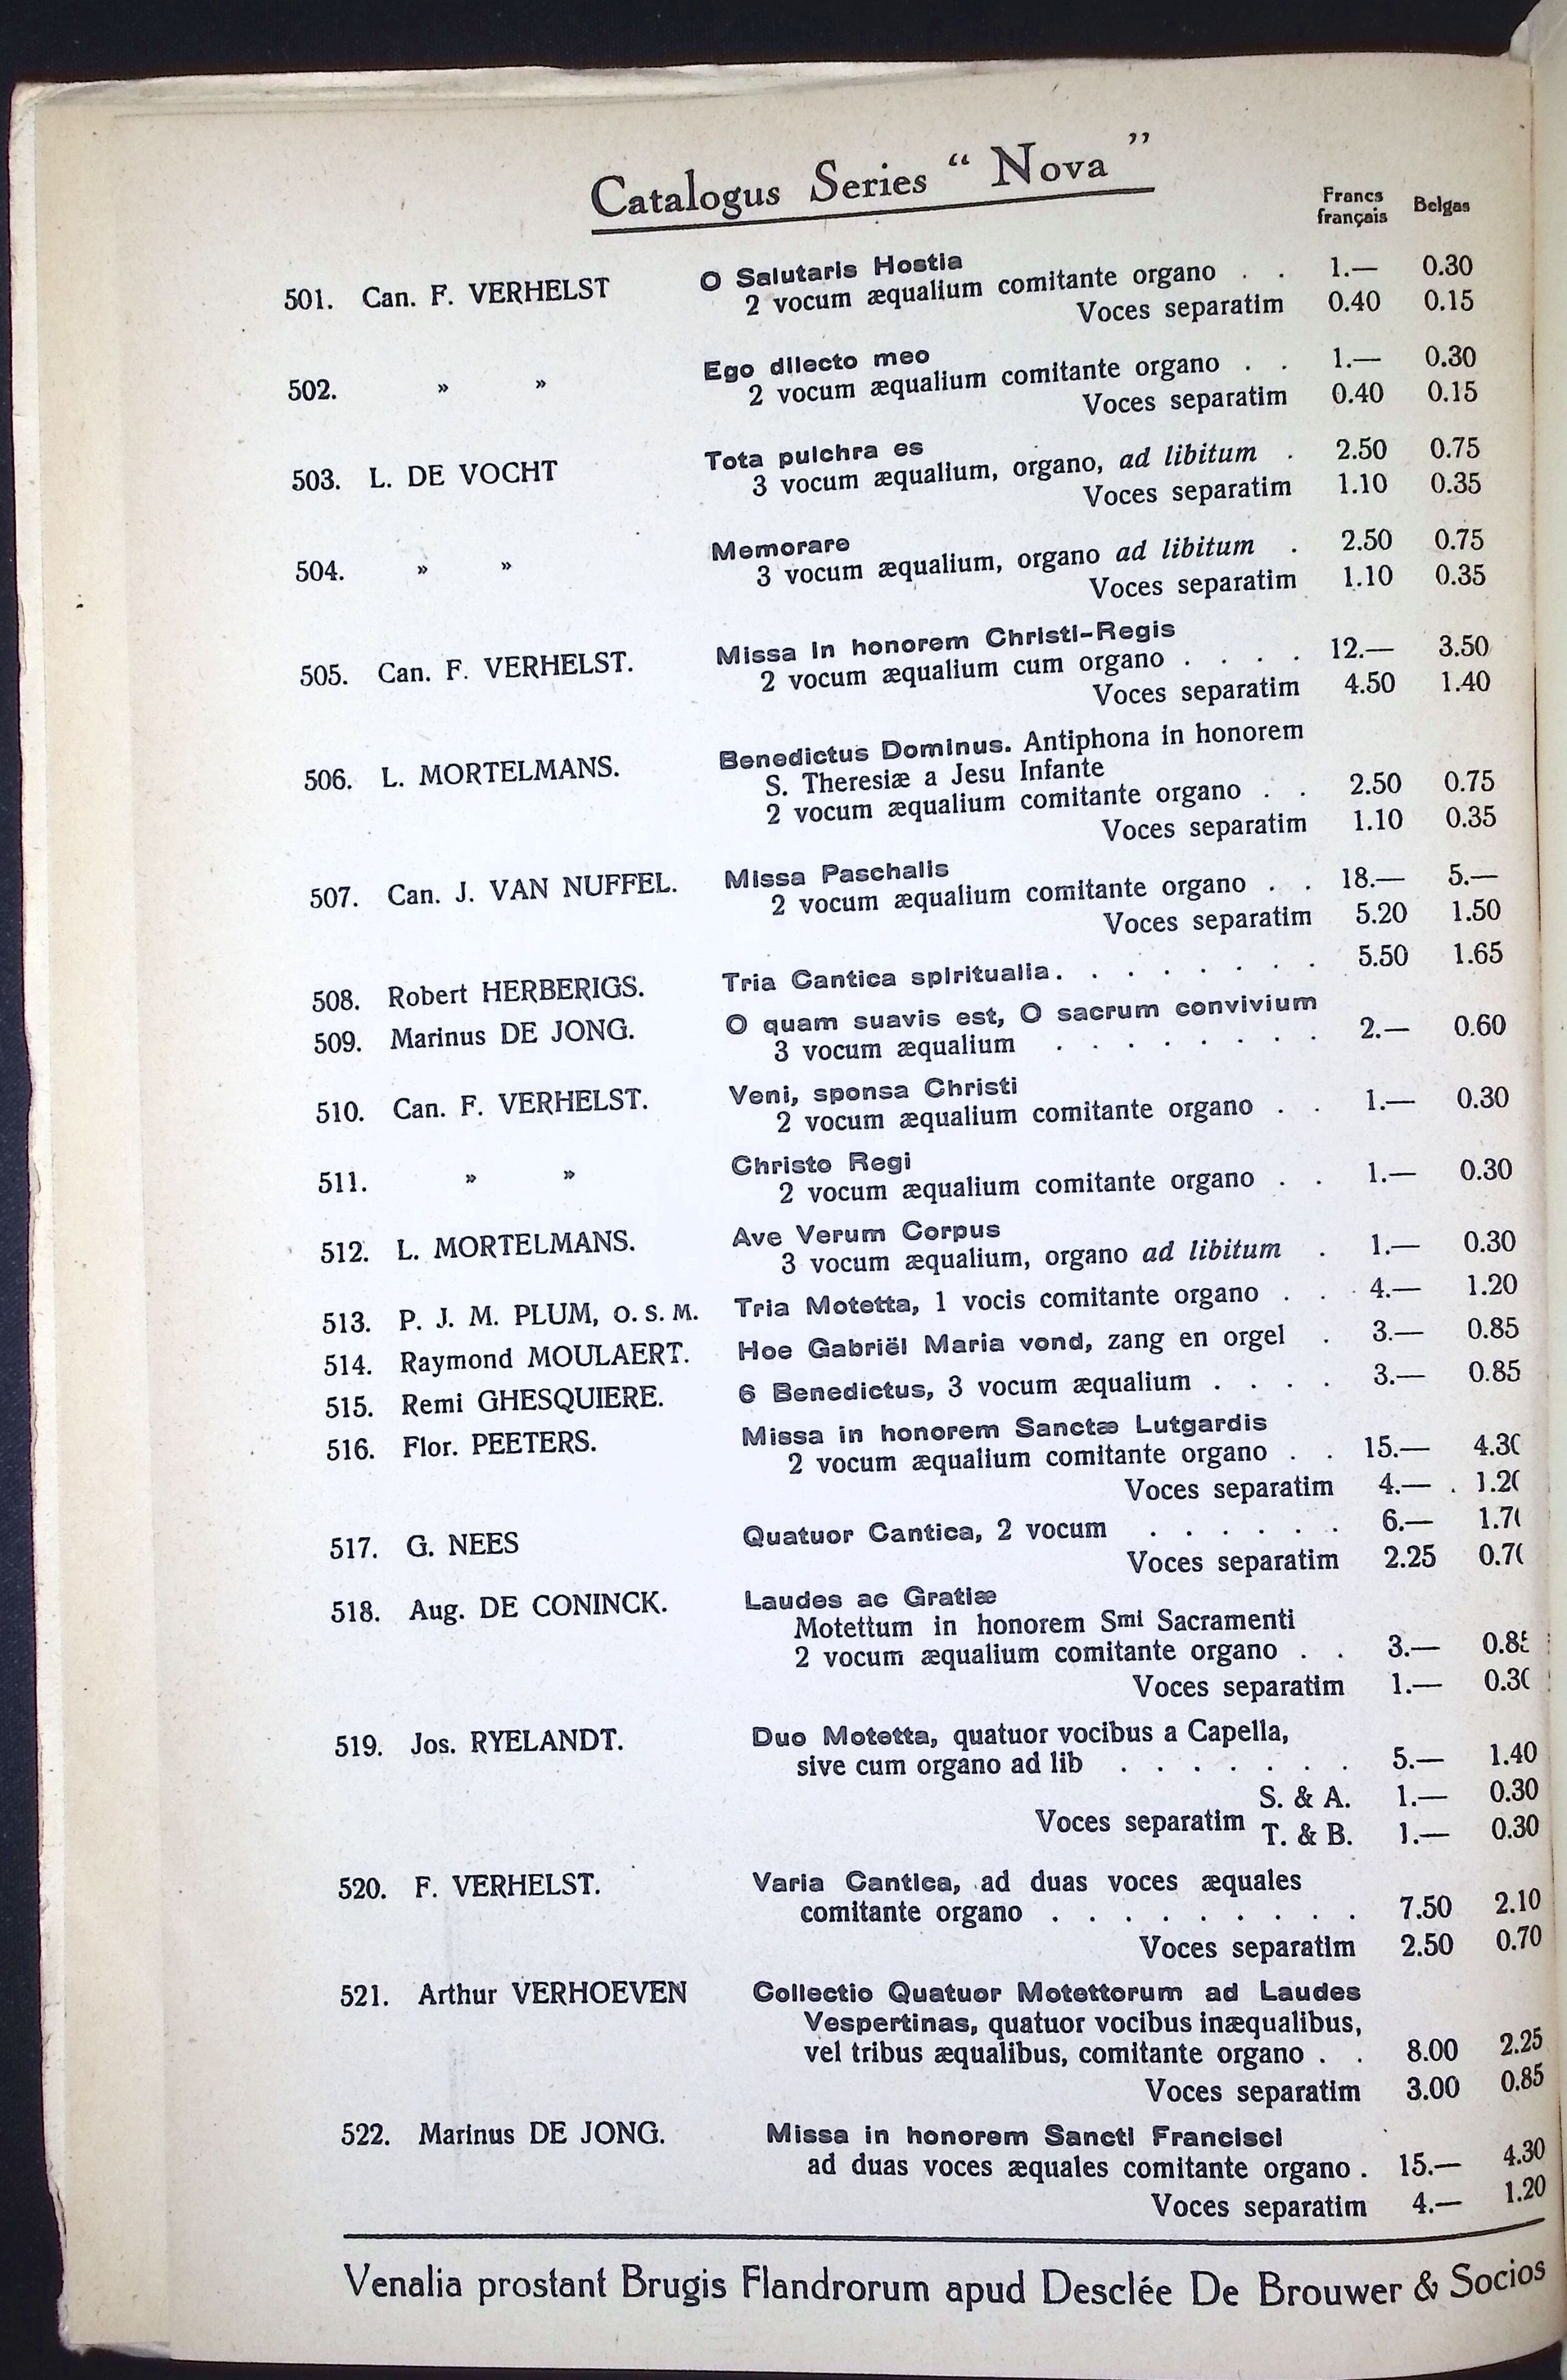 Catalogus Series “ Nova ”
Francs français Belgas
501. Can. F. VERHELST O Salutaris Hostia
2 vocum æqualium comitante organo . . 1.— 0.30
Voces separatim 0.40 0.15
502. » » Ego dilecto meo
2 vocum æqualium comitante organo . . 1.— 0.30
Voces separatim 0.40 0.15
503. L. DE VOCHT Tota pulchra es
3 vocum æqualium, organo, ad libitum . 2.50 0.75
Voces separatim 1.10 0.35
504. » » Memorare
3 vocum æqualium, organo ad libitum . 2.50 0.75
Voces separatim 1.10 0.35
505. Can. F. VERHELST. Missa in honorem Christi-Regis
2 vocum æqualium cum organo . . . . 12.— 3.50
Voces separatim 4.50 1.40
506. L. MORTELMANS. Benedictus Dominus. Antiphona in honorem
S. Theresiæ a Jesu Infante
2 vocum æqualium comitante organo . . 2.50 0.75
Voces separatim 1.10 0.35
507. Can. J. VAN NUFFEL. Missa Paschalis
2 vocum æqualium comitante organo . . 18.— 5.—
Voces separatim 5.20 1.50
508. Robert HERBERIGS. Tria Cantica spiritualia. . . . . . . . 5.50 1.65
509. Marinus DE JONG. O quam suavis est, O sacrum convivium
3 vocum æqualium . . . . . . . . 2.— 0.60
510. Can. F. VERHELST. Veni, sponsa Christi
2 vocum æqualium comitante organo . . 1.— 0.30
511. » » Christo Regi
2 vocum æqualium comitante organo . . 1.— 0.30
512. L. MORTELMANS. Ave Verum Corpus
3 vocum æqualium, organo ad libitum . 1.— 0.30
513. P. J. M. PLUM, O. S. M. Tria Motetta, 1 vocis comitante organo . . 4.— 1.20
514. Raymond MOULAERT. Hoe Gabriël Maria vond, zang en orgel . 3.— 0.85
515. Remi GHESQUIERE. 6 Benedictus, 3 vocum æqualium . . . . 3.— 0.85
516. Flor. PEETERS. Missa in honorem Sanctæ Lutgardis
2 vocum æqualium comitante organo . . 15.— 4.30
Voces separatim 4.— . 1.20
517. G. NEES Quatuor Cantica, 2 vocum . . . . . . 6.— 1.70
Voces separatim 2.25 0.70
518. Aug. DE CONINCK. Laudes ac Gratiæ
Motettum in honorem Smi Sacramenti
2 vocum æqualium comitante organo . . 3.— 0.85
Voces separatim 1.— 0.30
519. Jos. RYELANDT. Duo Motetta, quatuor vocibus a Capella,
sive cum organo ad lib . . . . . . . 5.— 1.40
Voces separatim S. & A. 1.— 0.30
T. & B. 1.— 0.30
520. F. VERHELST. Varia Cantica, ad duas voces æquales
comitante organo . . . . . . . . . 7.50 2.10
Voces separatim 2.50 0.70
521. Arthur VERHOEVEN Collectio Quatuor Motettorum ad Laudes
Vespertinas, quatuor vocibus inæqualibus,
vel tribus æqualibus, comitante organo . . 8.00 2.25
Voces separatim 3.00 0.85
522. Marinus DE JONG. Missa in honorem Sancti Francisci
ad duas voces æquales comitante organo . 15.— 4.30
Voces separatim 4.— 1.20
Venalia prostant Brugis Flandrorum apud Desclée De Brouwer & Socios